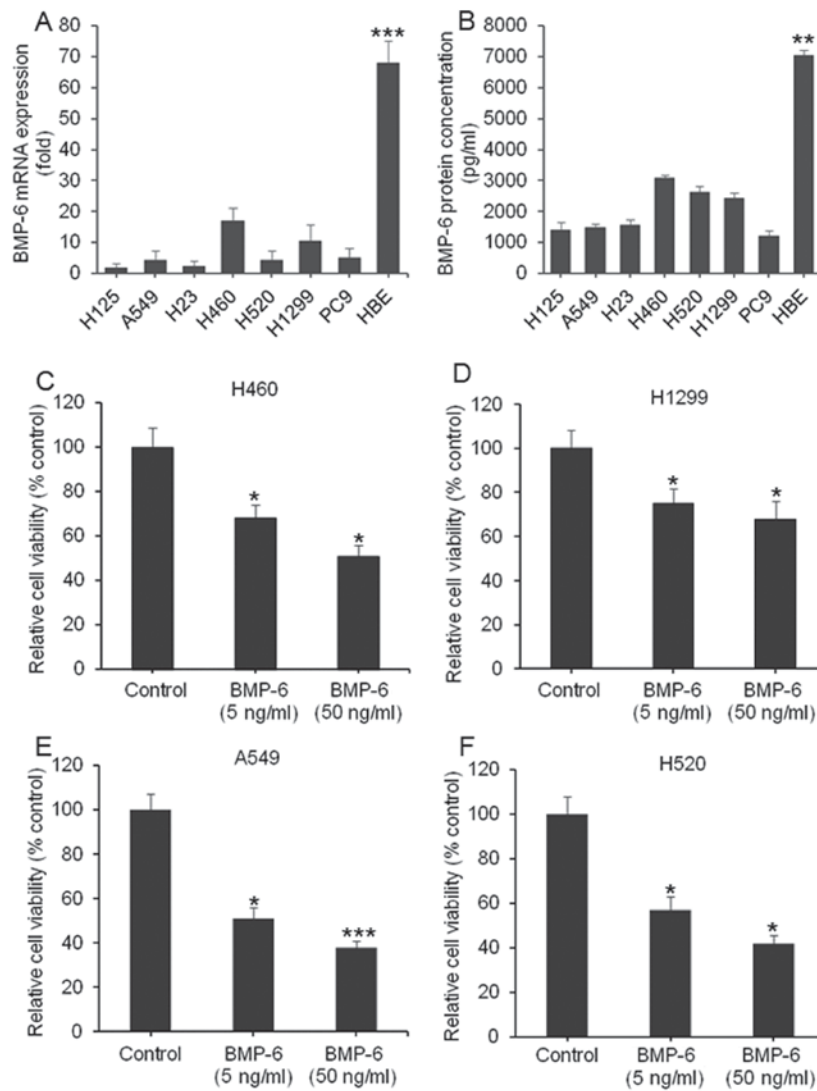 A
BMP-6 mRNA expression
(fold)
80
70
60
50
40
30
20
10
0
***
H125
A549
H23
H460
H520
H1299
PC9
HBE
B
BMP-6 protein concentration
(pg/ml)
8000
7000
6000
5000
4000
3000
2000
1000
0
**
H125
A549
H23
H460
H520
H1299
PC9
HBE
C
H460
Relative cell viability (% control)
120
100
80
60
40
20
0
*
*
Control
BMP-6
(5 ng/ml)
BMP-6
(50 ng/ml)
D
H1299
Relative cell viability (% control)
120
100
80
60
40
20
0
*
*
Control
BMP-6
(5 ng/ml)
BMP-6
(50 ng/ml)
E
A549
Relative cell viability (% control)
120
100
80
60
40
20
0
*
***
Control
BMP-6
(5 ng/ml)
BMP-6
(50 ng/ml)
F
H520
Relative cell viability (% control)
120
100
80
60
40
20
0
*
*
Control
BMP-6
(5 ng/ml)
BMP-6
(50 ng/ml)